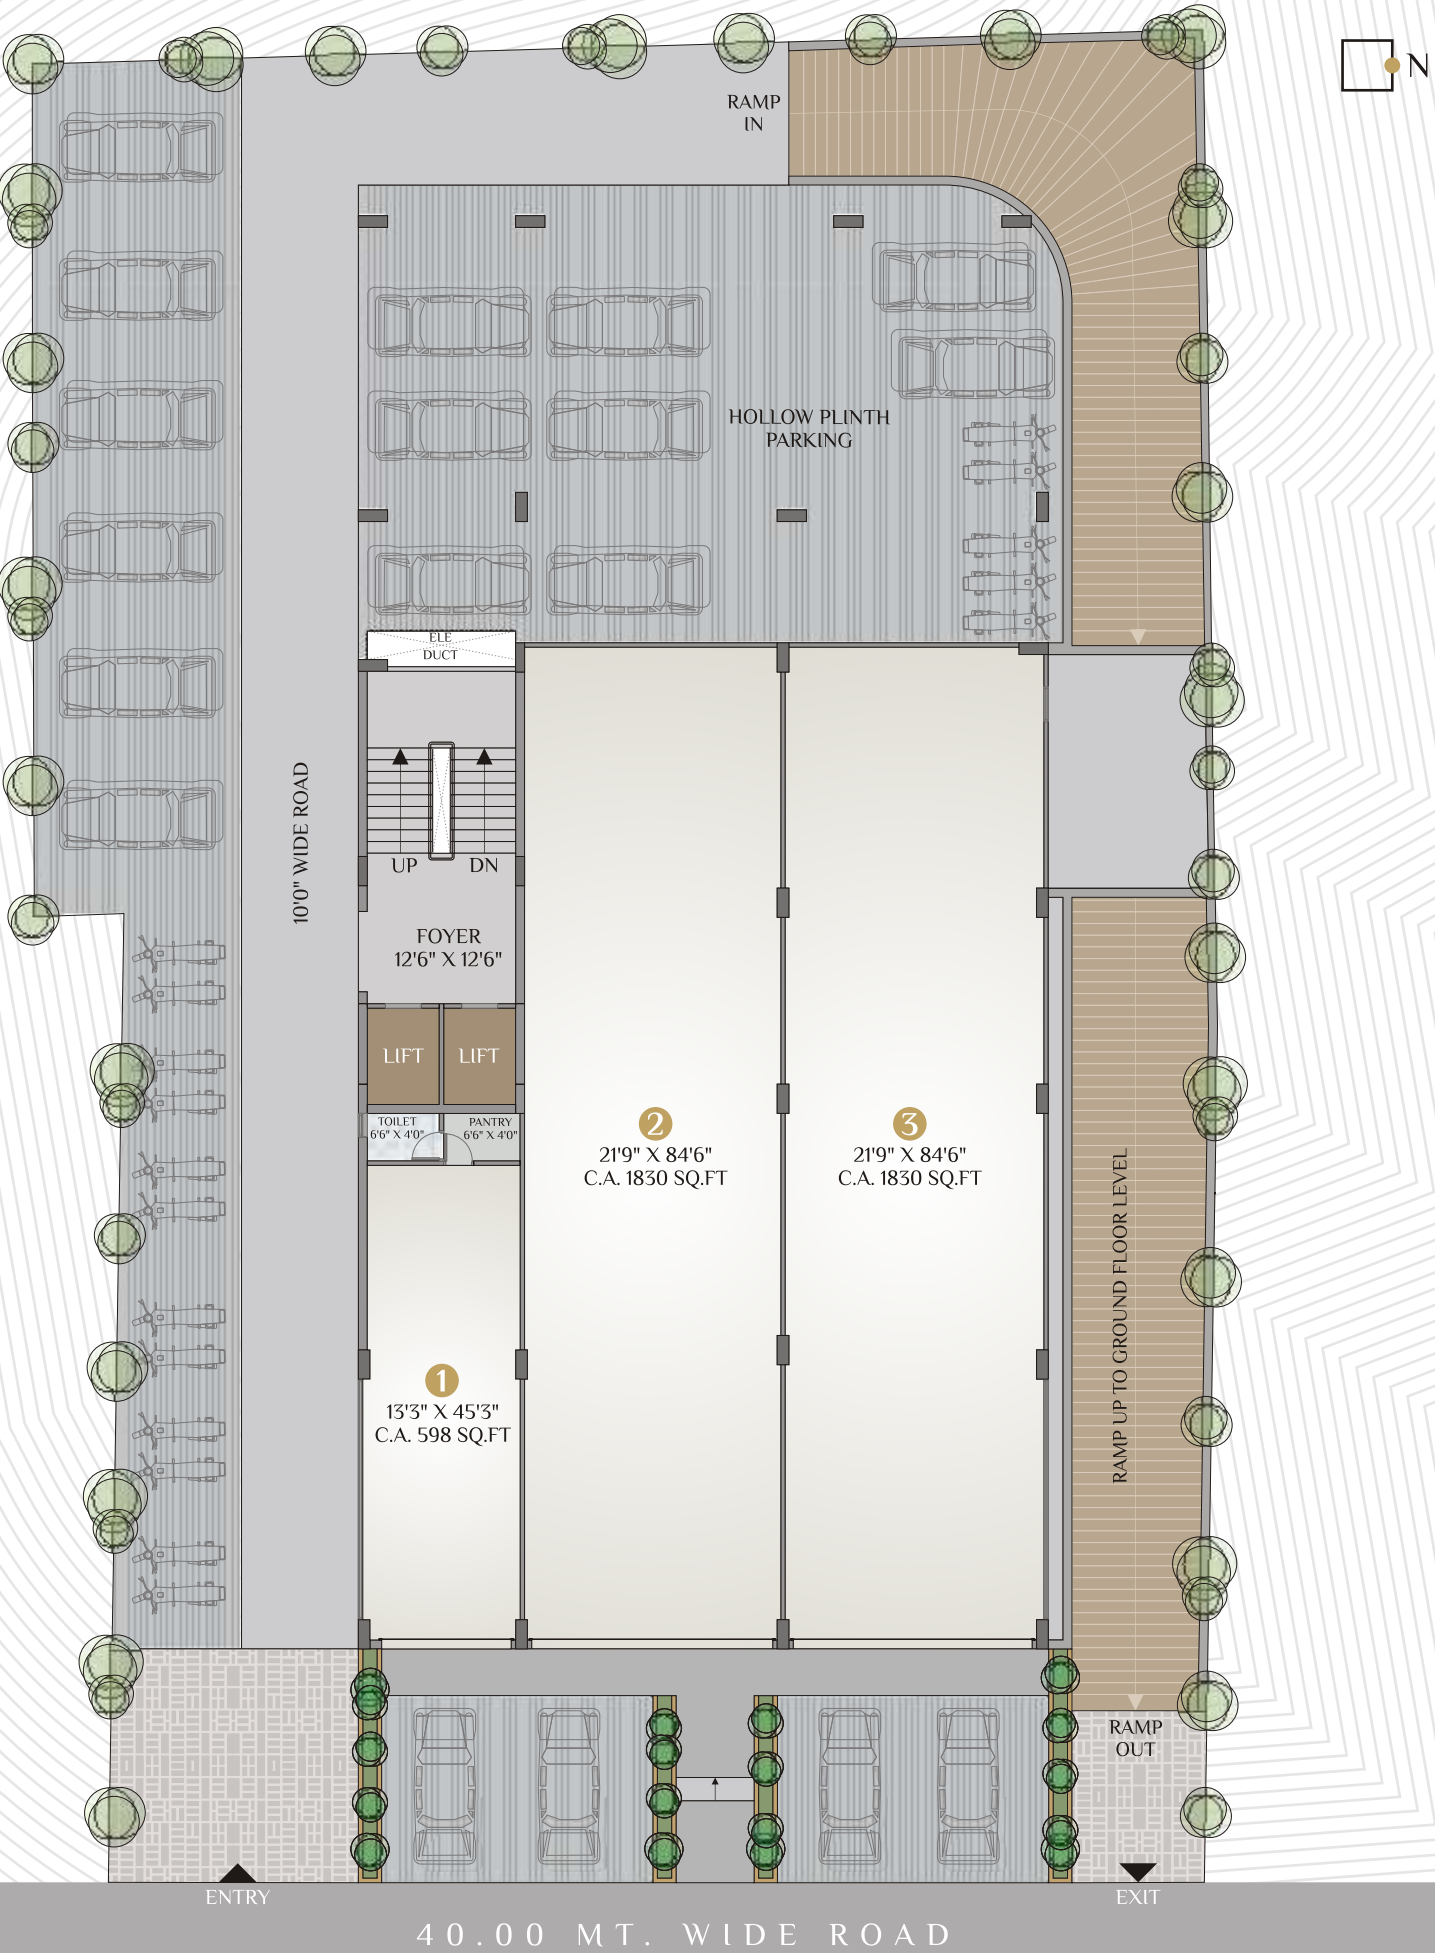 N
RAMP
IN
HOLLOW PLINTH
PARKING
ELE
DUCT
10'0" WIDE ROAD
UP
DN
FOYER
12'6" X 12'6"
LIFT
LIFT
TOILET
6'6" X 4'0"
PANTRY
6'6" X 4'0"
2
21'9" X 84'6"
C.A. 1830 SQ.FT
3
21'9" X 84'6"
C.A. 1830 SQ.FT
1
13'3" X 45'3"
C.A. 598 SQ.FT
RAMP UP TO GROUND FLOOR LEVEL
RAMP
OUT
ENTRY
EXIT
40.00 MT. WIDE ROAD